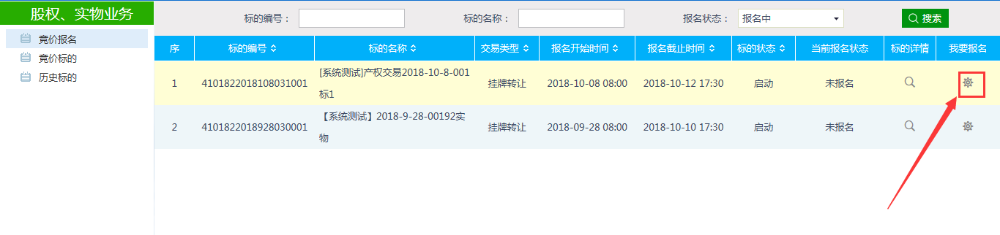 股权、实物业务
竟价报名
竟价标的
历史标的
标的编号： 标的名称： 报名状态： 报名中 搜索
序 标的编号 标的名称 交易类型 报名开始时间 报名截止时间 标的状态 当前报名状态 标的详情 我要报名
1 4101822018108031001 [系统测试]产权交易2018-10-8-001 挂牌转让 2018-10-08 08:00 2018-10-12 17:30 启动 未报名
标1
2 4101822018928030001 【系统测试】2018-9-28-00192实 挂牌转让 2018-09-28 08:00 2018-10-10 17:30 启动 未报名
物